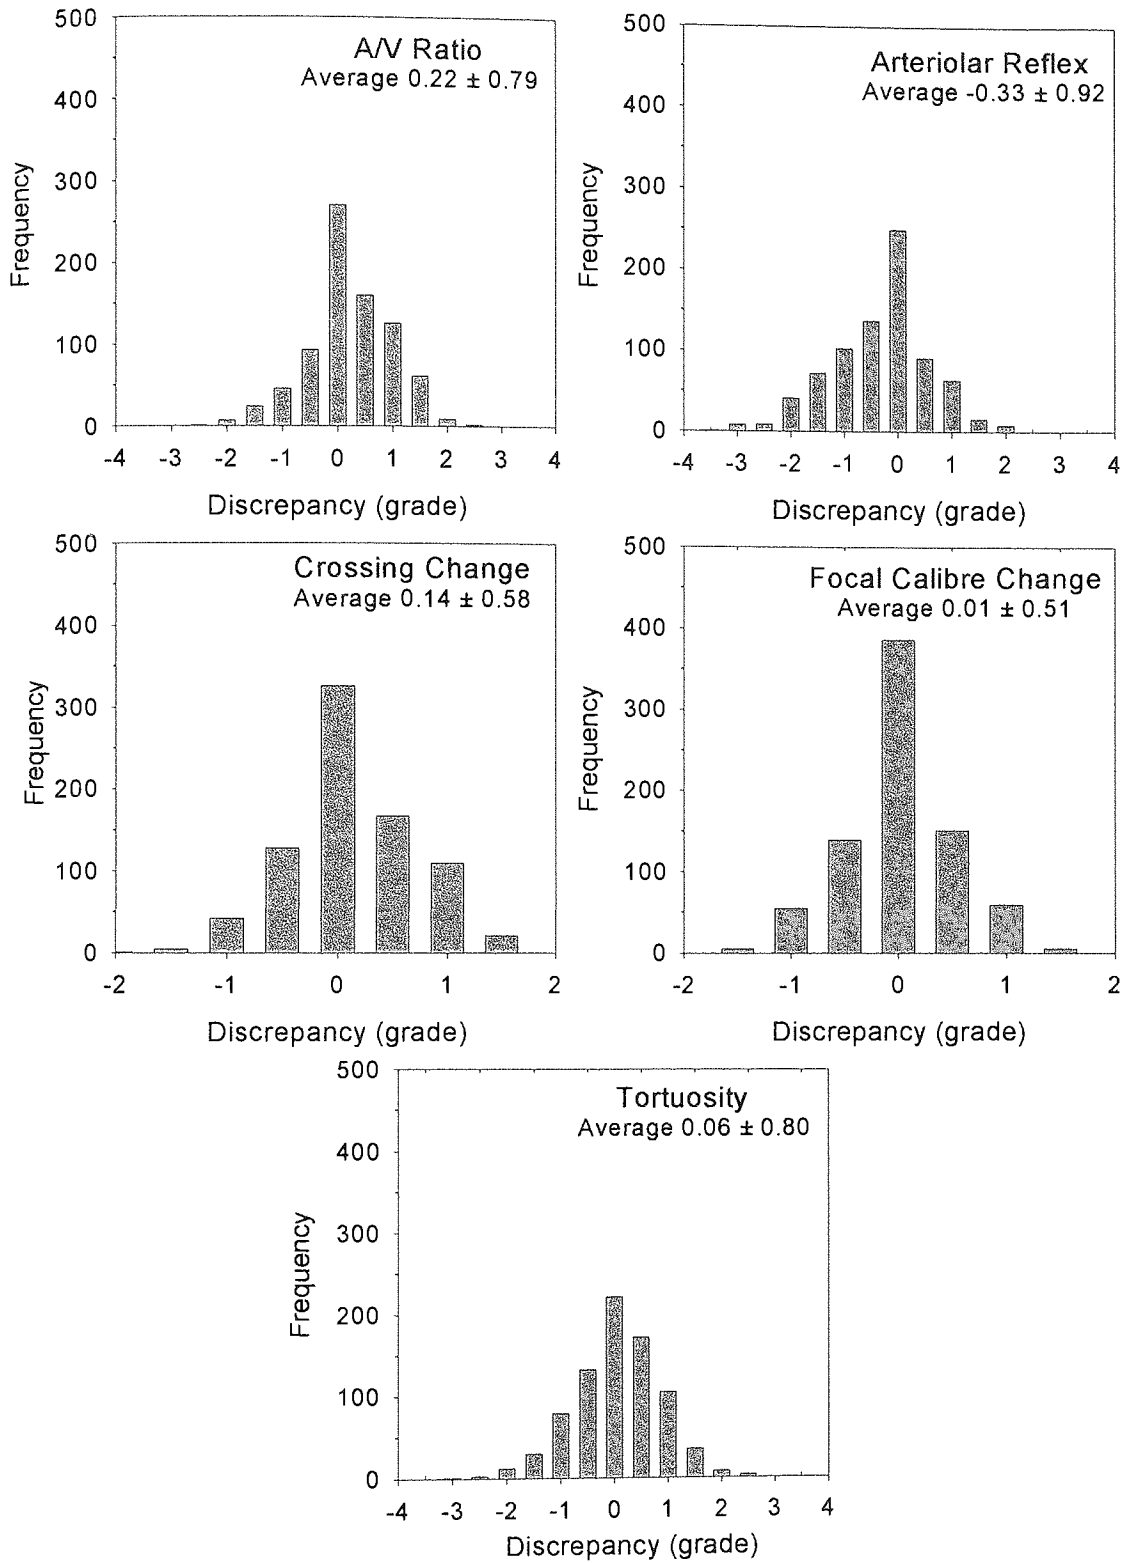 A/V Ratio
Average 0.22 ± 0.79
500
400
300
200
100
0
Frequency
-4 -3 -2 -1 0 1 2 3 4
Discrepancy (grade)
Arteriolar Reflex
Average -0.33 ± 0.92
500
400
300
200
100
0
Frequency
-4 -3 -2 -1 0 1 2 3 4
Discrepancy (grade)
Crossing Change
Average 0.14 ± 0.58
500
400
300
200
100
0
Frequency
-2 -1 0 1 2
Discrepancy (grade)
Focal Calibre Change
Average 0.01 ± 0.51
500
400
300
200
100
0
Frequency
-2 -1 0 1 2
Discrepancy (grade)
Tortuosity
Average 0.06 ± 0.80
500
400
300
200
100
0
Frequency
-4 -3 -2 -1 0 1 2 3 4
Discrepancy (grade)